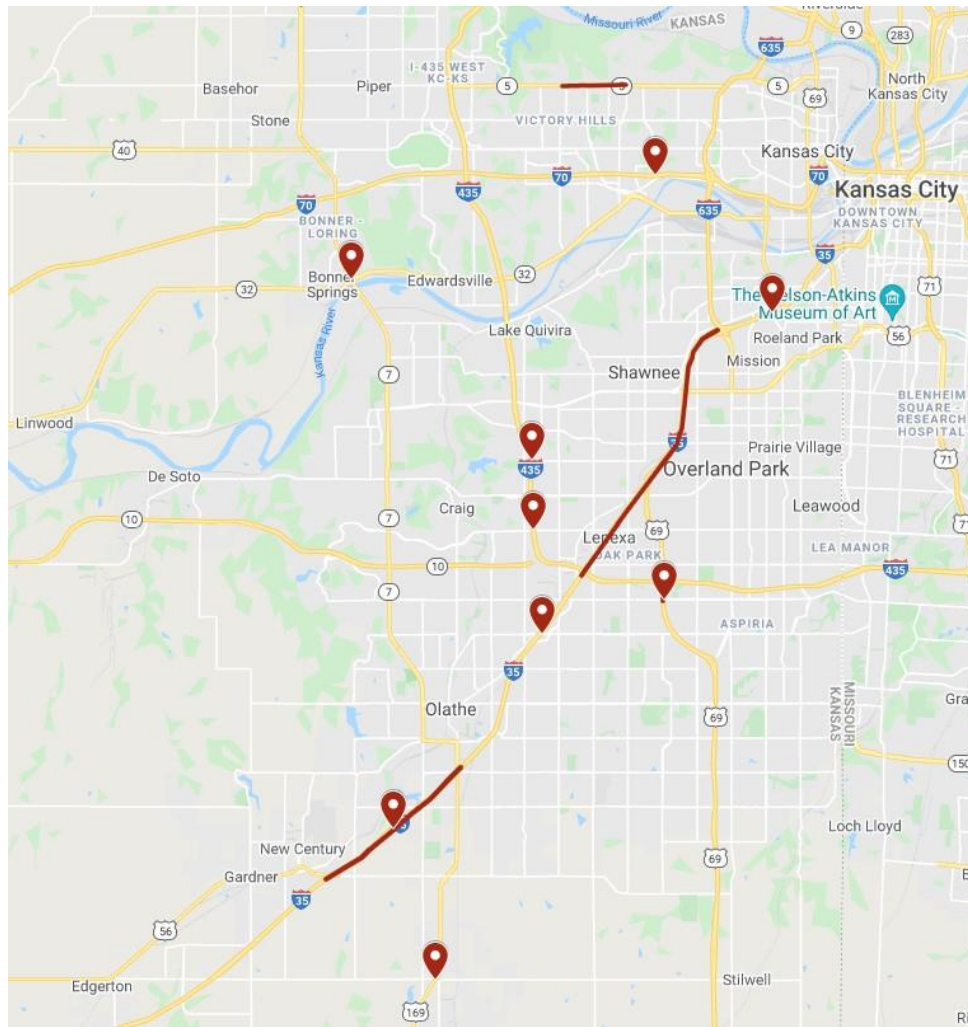 Riverside
Missouri River
KANSAS
9
283
635
I-435 WEST
KC-KS
Basehor
Piper
5
5
5
North
Kansas City
69
Stone
VICTORY HILLS
40
Kansas City
70
70
435
Kansas City
70
635
DOWNTOWN
KANSAS CITY
BONNER -
LORING
35
Bonner
Springs
Edwardsville
32
32
71
The Nelson-Atkins
Museum of Art
Kansas River
Lake Quivira
Roeland Park
56
Mission
7
Shawnee
BLENHEIM
SQUARE -
RESEARCH
HOSPITAL
Linwood
35
Prairie Village
71
435
Overland Park
De Soto
Craig
Leawood
10
7
69
71
Lenexa
OAK PARK
LEA MANOR
10
435
7
ASPIRIA
35
MISSOURI
KANSAS
Olathe
69
150
Loch Lloyd
New Century
69
Gardner
35
56
Edgerton
Stilwell
169